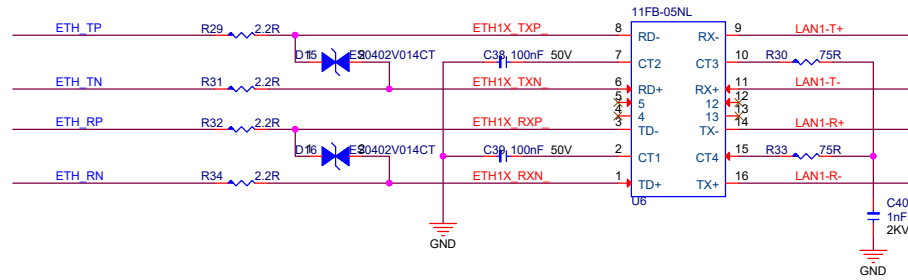 11FB-05NL
ETH_TP R29 2.2R ETH1X_TXP_ 8 RD- RX- 9 LAN1-T+
D15 ES0402V014CT C38 100nF 50V 7 CT2 CT3 10 R30 75R
ETH_TN R31 2.2R ETH1X_TXN_ 6 RD+ RX+ 11 LAN1-T-
5 5 12 12
4 4 13 13
ETH_RP R32 2.2R ETH1X_RXP_ 3 TD- TX- 14 LAN1-R+
D16 ES0402V014CT C39 100nF 50V 2 CT1 CT4 15 R33 75R
ETH_RN R34 2.2R ETH1X_RXN_ 1 TD+ TX+ 16 LAN1-R-
U6
C40
1nF
2KV
GND
GND